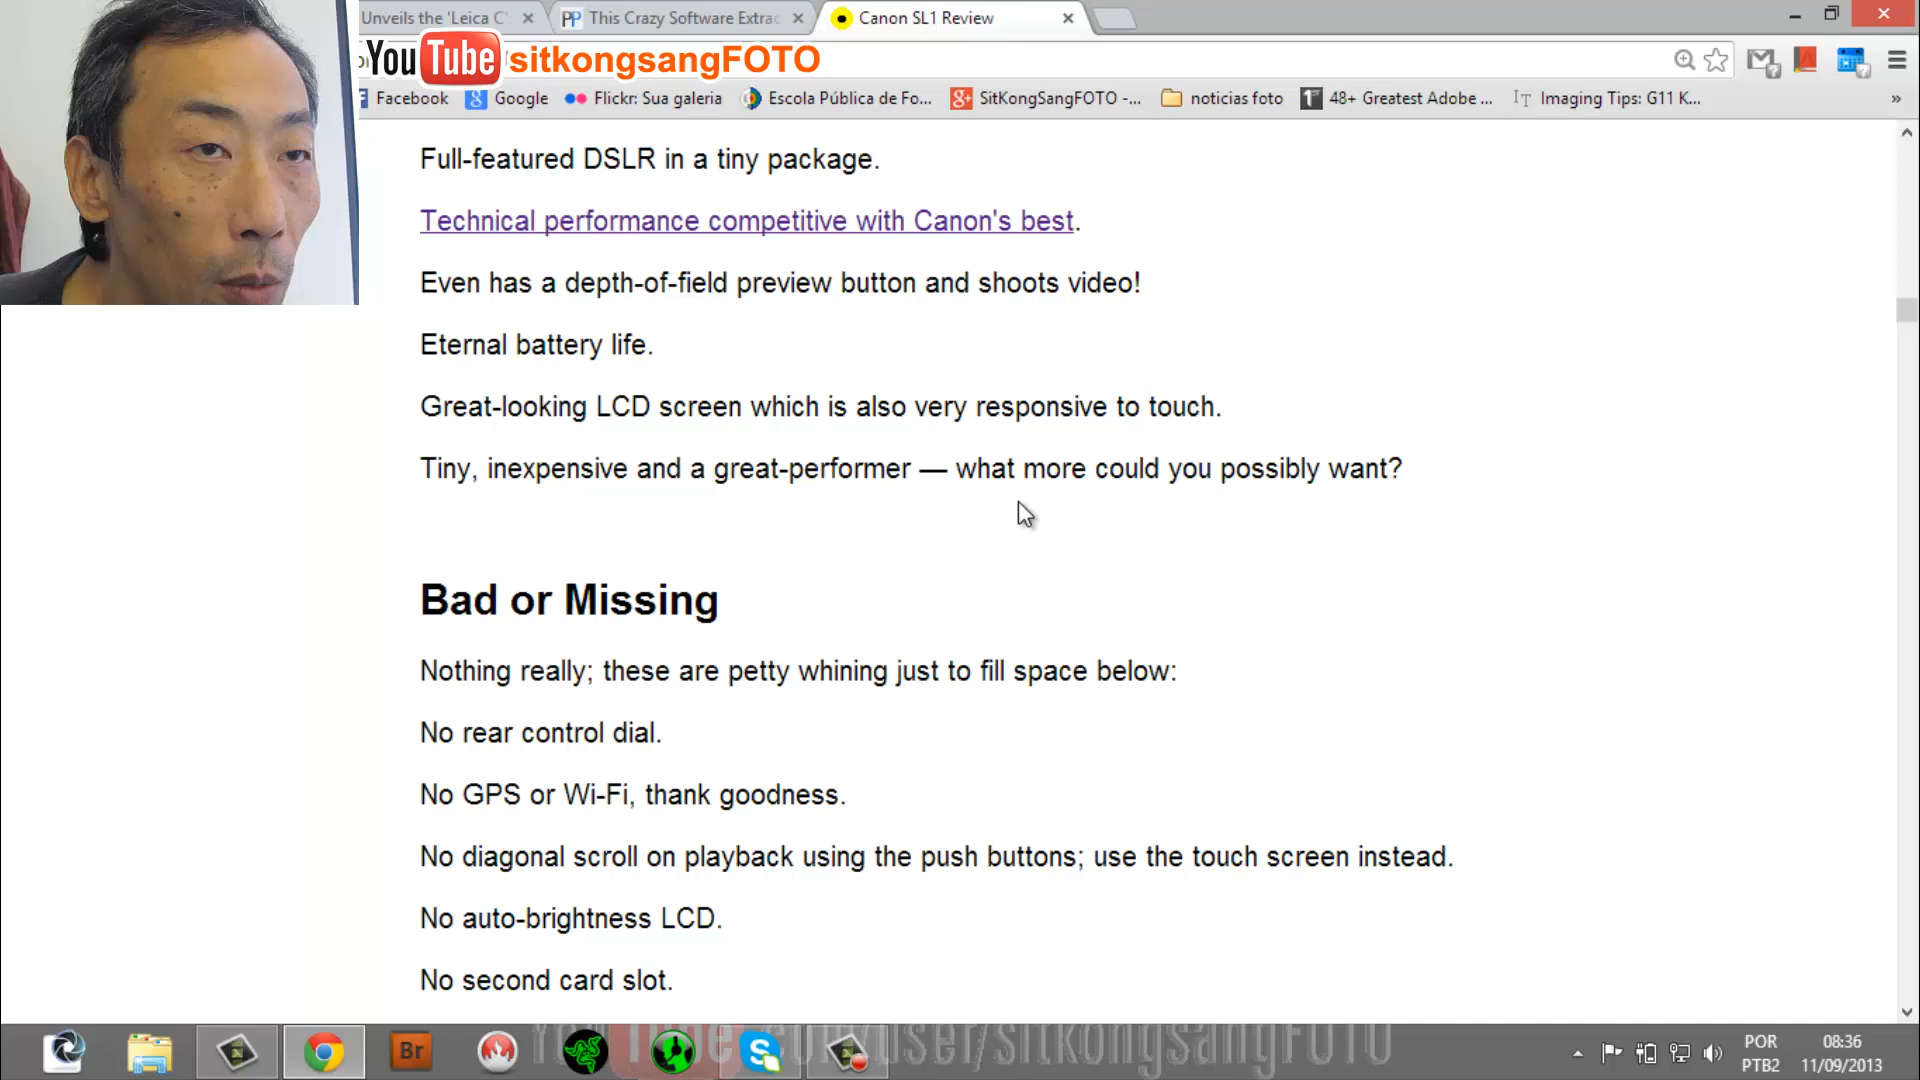 Unveils the 'Leica C'
This Crazy Software Extrac
Canon SL1 Review
YouTube sitkongsangFOTO
Facebook
Google
Flickr: Sua galeria
Escola Pública de Fo...
SitKongSangFOTO -...
noticias foto
48+ Greatest Adobe ...
Imaging Tips: G11 K...
»
Full-featured DSLR in a tiny package.
Technical performance competitive with Canon's best.
Even has a depth-of-field preview button and shoots video!
Eternal battery life.
Great-looking LCD screen which is also very responsive to touch.
Tiny, inexpensive and a great-performer — what more could you possibly want?
Bad or Missing
Nothing really; these are petty whining just to fill space below:
No rear control dial.
No GPS or Wi-Fi, thank goodness.
No diagonal scroll on playback using the push buttons; use the touch screen instead.
No auto-brightness LCD.
No second card slot.
Br
YouTube.com/user/sitkongsangFOTO
POR
PTB2
08:36
11/09/2013